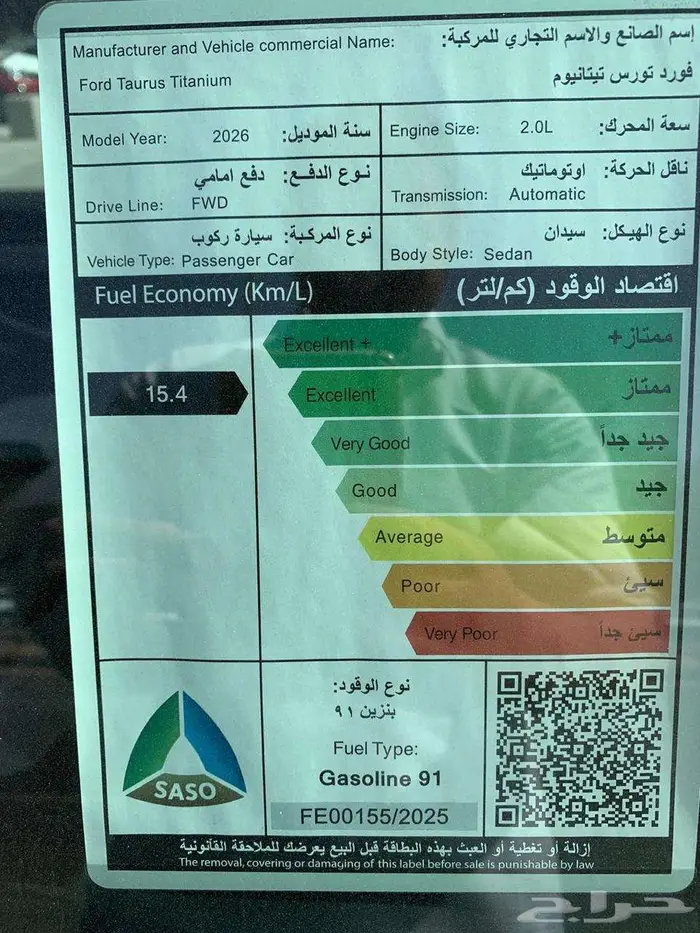 Manufacturer and Vehicle commercial Name: إسم الصانع والاسم التجاري للمركبة:
Ford Taurus Titanium فورد تورس تيتانيوم
Model Year: 2026 سنة الموديل:
Engine Size: 2.0L سعة المحرك:
نوع الدفع: دفع امامي
Drive Line: FWD
ناقل الحركة: اوتوماتيك
Transmission: Automatic
نوع المركبة: سيارة ركوب
Vehicle Type: Passenger Car
نوع الهيكل: سيدان
Body Style: Sedan
Fuel Economy (Km/L) اقتصاد الوقود (كم/لتر)
Excellent + ممتاز+
15.4
Excellent ممتاز
Very Good جيد جداً
Good جيد
Average متوسط
Poor سيئ
Very Poor سيئ جداً
SASO
نوع الوقود:
بنزين ٩١
Fuel Type:
Gasoline 91
FE00155/2025
إزالة أو تغطية أو العبث بهذه البطاقة قبل البيع يعرضك للملاحقة القانونية
The removal, covering or damaging of this label before sale is punishable by law
حراج